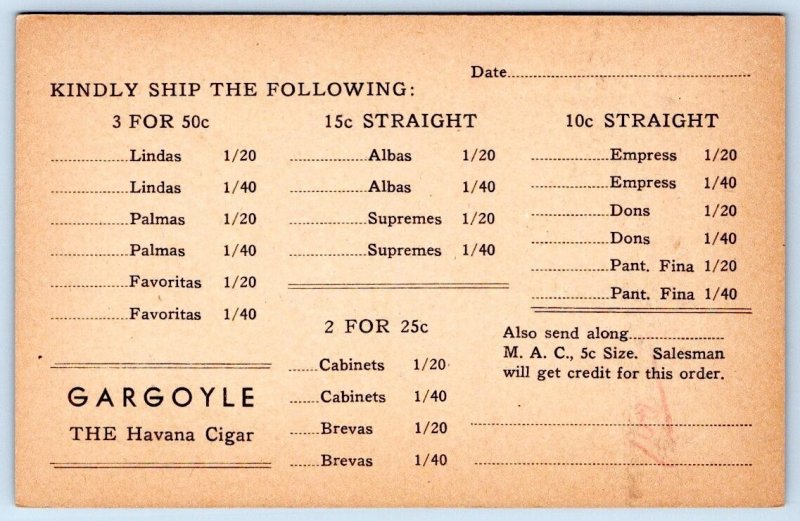 Date
KINDLY SHIP THE FOLLOWING:
3 FOR 50c
Lindas 1/20
Lindas 1/40
Palmas 1/20
Palmas 1/40
Favoritas 1/20
Favoritas 1/40
GARGOYLE
THE Havana Cigar
15c STRAIGHT
Albas 1/20
Albas 1/40
Supremes 1/20
Supremes 1/40
2 FOR 25c
Cabinets 1/20
Cabinets 1/40
Brevas 1/20
Brevas 1/40
10c STRAIGHT
Empress 1/20
Empress 1/40
Dons 1/20
Dons 1/40
Pant. Fina 1/20
Pant. Fina 1/40
Also send along
M. A. C., 5c Size. Salesman
will get credit for this order.